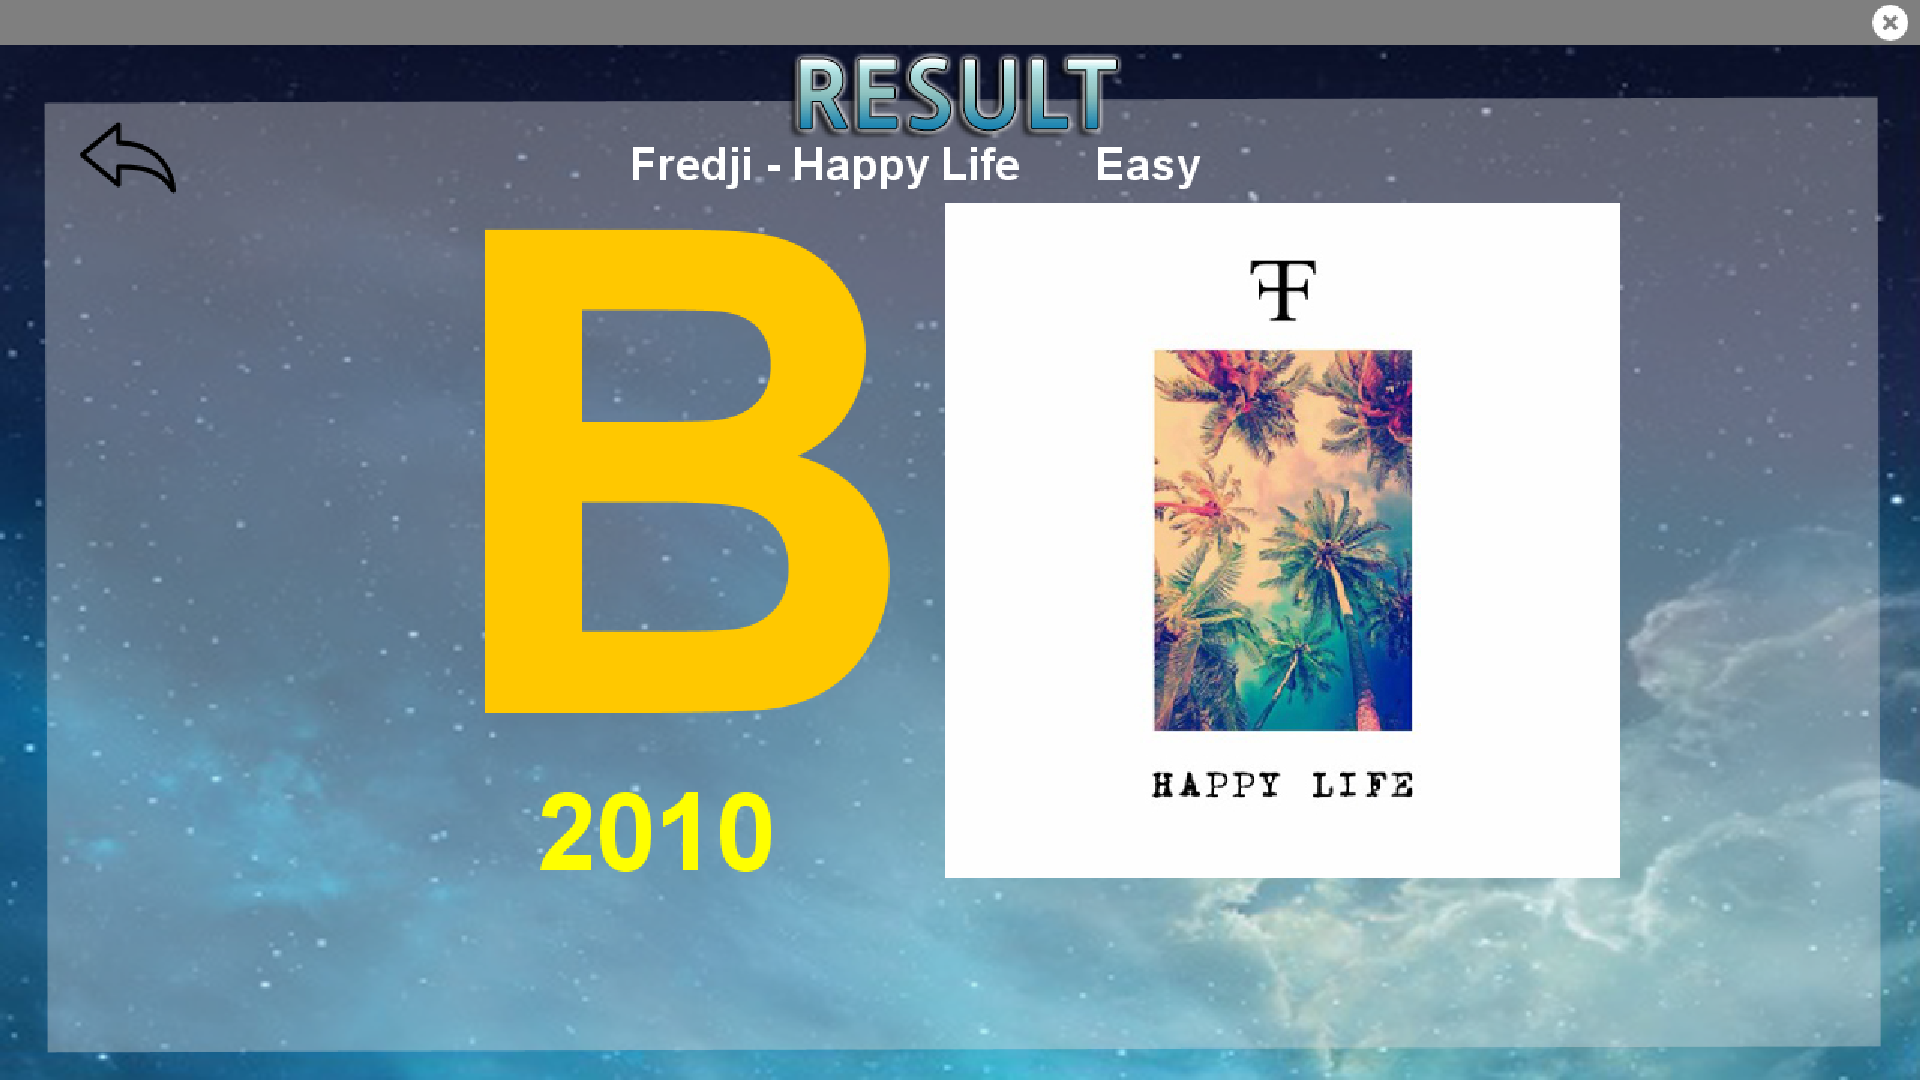 RESULT
Fredji - Happy Life Easy
B
2010
HAPPY LIFE